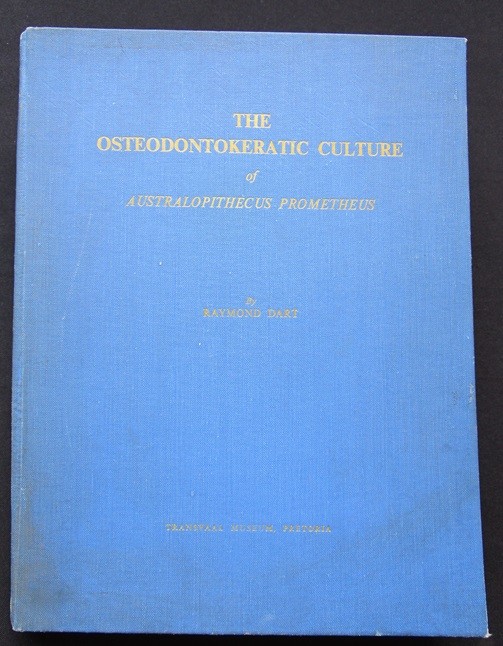 THE
OSTEODONTOKERATIC CULTURE
of
AUSTRALOPITHECUS PROMETHEUS
By
RAYMOND DART
TRANSVAAL MUSEUM, PRETORIA